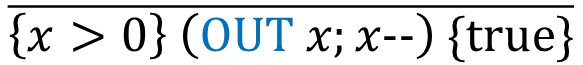 {x > 0} (OUT x; x--) {true}